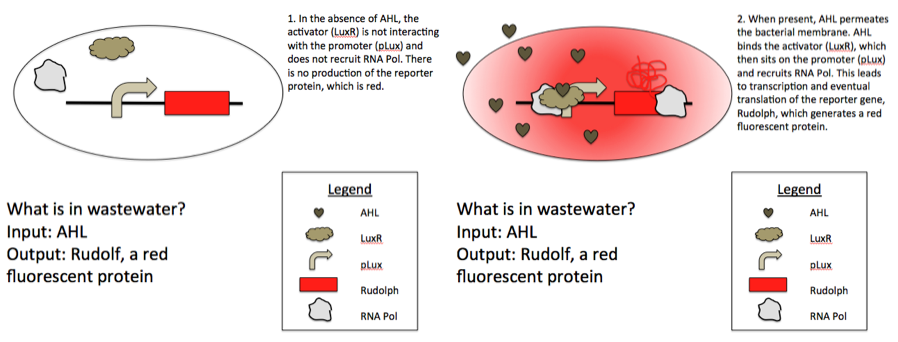 1. In the absence of AHL, the
activator (LuxR) is not interacting
with the promoter (pLux) and
does not recruit RNA Pol. There
is no production of the reporter
protein, which is red.
What is in wastewater?
Input: AHL
Output: Rudolf, a red
fluorescent protein
Legend
AHL
LuxR
pLux
Rudolph
RNA Pol
2. When present, AHL permeates
the bacterial membrane. AHL
binds the activator (LuxR), which
then sits on the promoter (pLux)
and recruits RNA Pol. This leads
to transcription and eventual
translation of the reporter gene,
Rudolph, which generates a red
fluorescent protein.
What is in wastewater?
Input: AHL
Output: Rudolf, a red
fluorescent protein
Legend
AHL
LuxR
pLux
Rudolph
RNA Pol